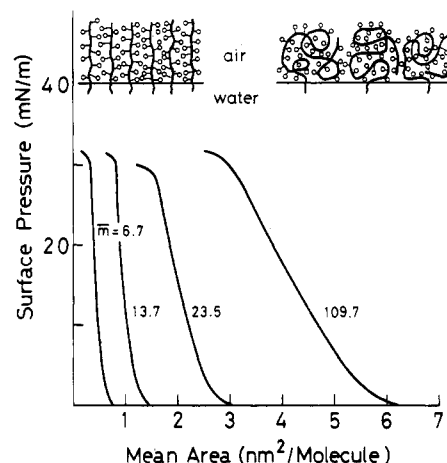 air
water
40
20
m̅=6.7
13.7
23.5
109.7
1 2 3 4 5 6 7
Surface Pressure (mN/m)
Mean Area (nm²/Molecule)